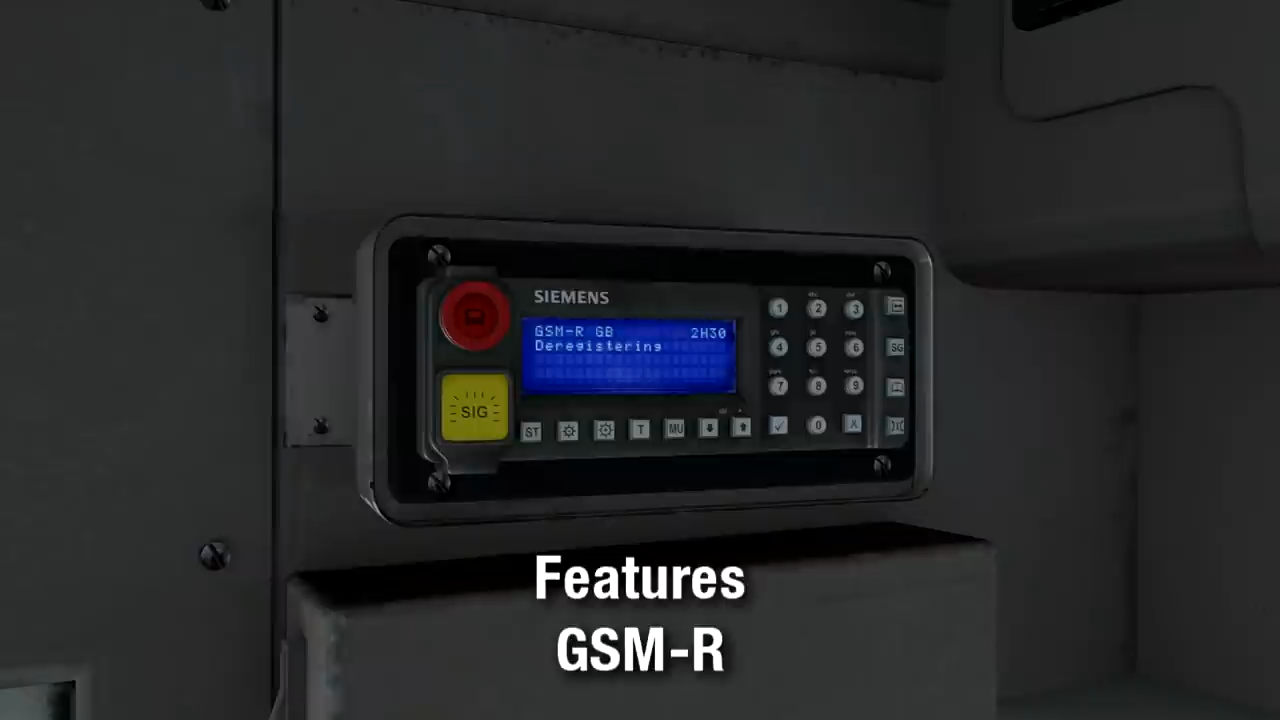 SIEMENS
GSM-R GB 2H30
Deregistering
SIG
1 2 3
4 5 6
7 8 9
0 X
ST T MU
SG
Features
GSM-R